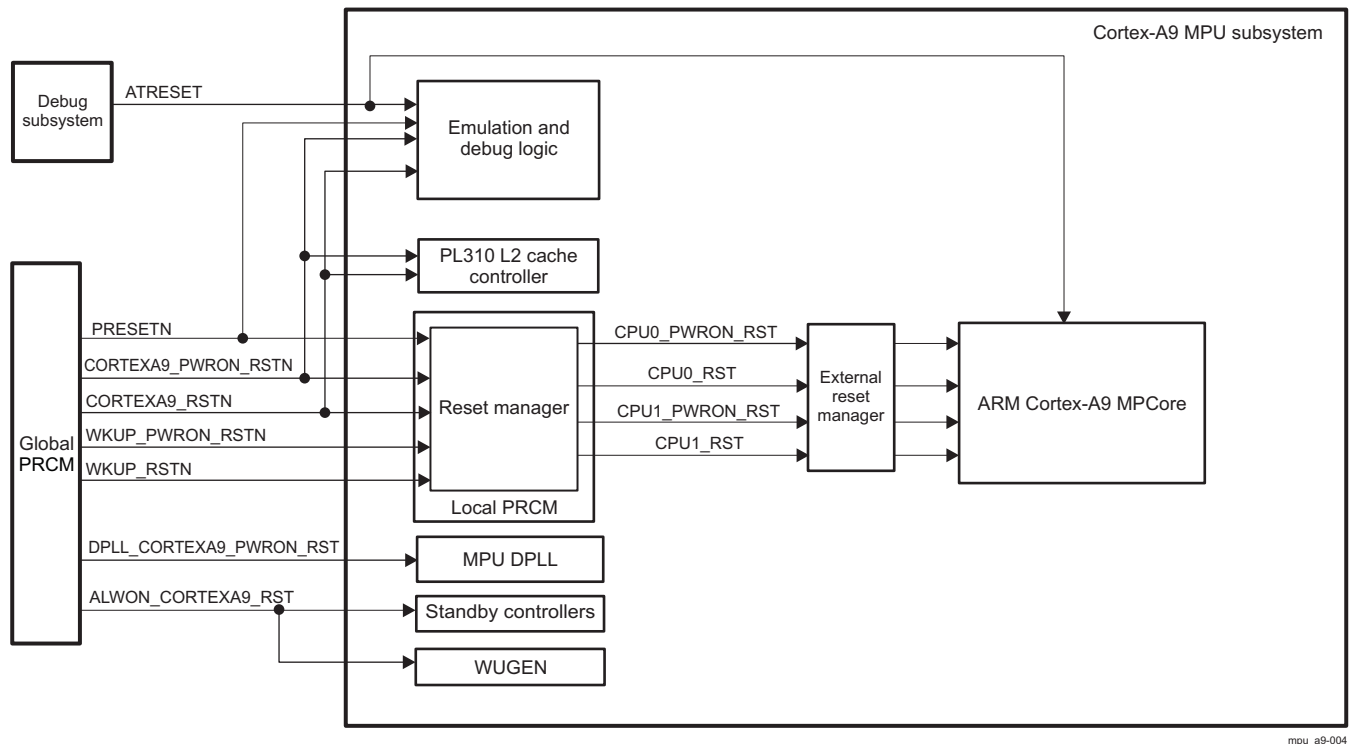 Cortex-A9 MPU subsystem
Debug
subsystem
ATRESET
Emulation and
debug logic
PL310 L2 cache
controller
Global
PRCM
PRESETN
CORTEXA9_PWRON_RSTN
CORTEXA9_RSTN
WKUP_PWRON_RSTN
WKUP_RSTN
DPLL_CORTEXA9_PWRON_RST
ALWON_CORTEXA9_RST
Reset manager
Local PRCM
CPU0_PWRON_RST
CPU0_RST
CPU1_PWRON_RST
CPU1_RST
External
reset
manager
ARM Cortex-A9 MPCore
MPU DPLL
Standby controllers
WUGEN
mpu_a9-004